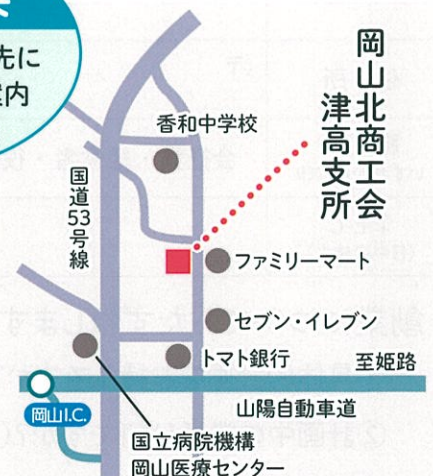 先に
案内
岡山北商工会
津高支所
香和中学校
国道53号線
ファミリーマート
セブン・イレブン
トマト銀行
至姫路
岡山I.C.
山陽自動車道
国立病院機構
岡山医療センター